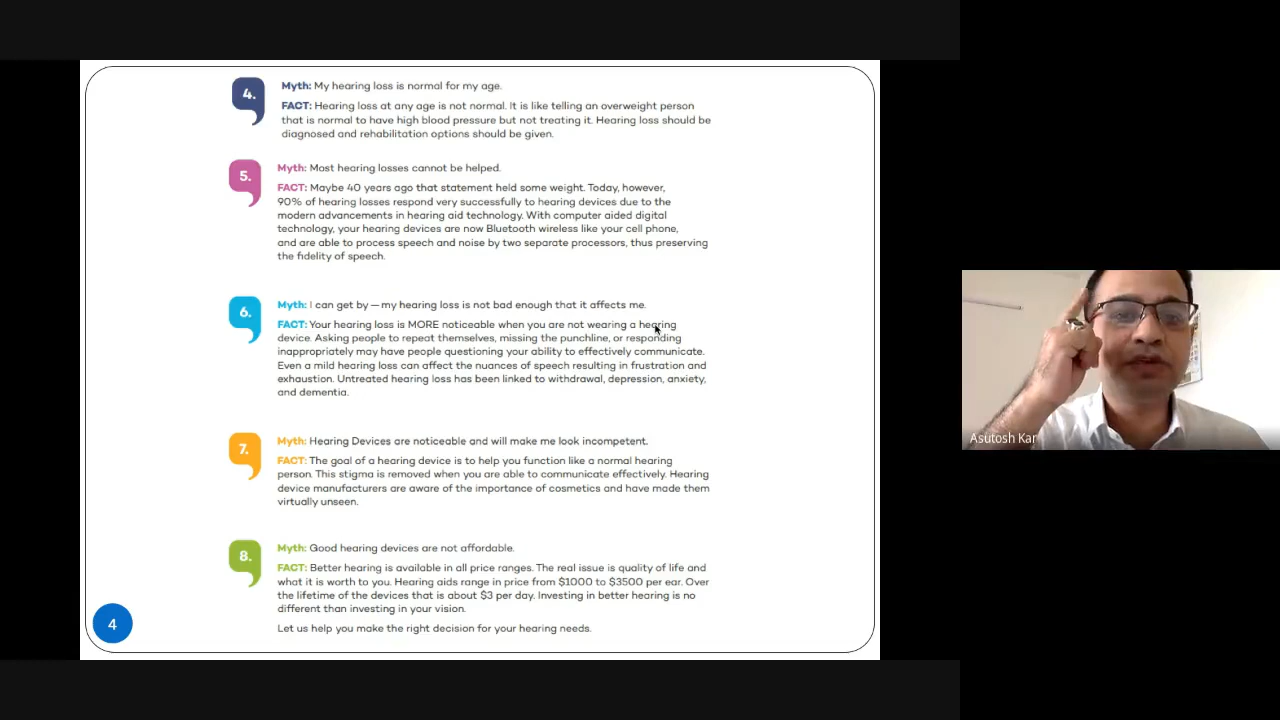 4.
Myth: My hearing loss is normal for my age.
FACT: Hearing loss at any age is not normal. It is like telling an overweight person
that is normal to have high blood pressure but not treating it. Hearing loss should be
diagnosed and rehabilitation options should be given.
5.
Myth: Most hearing losses cannot be helped.
FACT: Maybe 40 years ago that statement held some weight. Today, however,
90% of hearing losses respond very successfully to hearing devices due to the
modern advancements in hearing aid technology. With computer aided digital
technology, your hearing devices are now Bluetooth wireless like your cell phone,
and are able to process speech and noise by two separate processors, thus preserving
the fidelity of speech.
6.
Myth: I can get by — my hearing loss is not bad enough that it affects me.
FACT: Your hearing loss is MORE noticeable when you are not wearing a hearing
device. Asking people to repeat themselves, missing the punchline, or responding
inappropriately may have people questioning your ability to effectively communicate.
Even a mild hearing loss can affect the nuances of speech resulting in frustration and
exhaustion. Untreated hearing loss has been linked to withdrawal, depression, anxiety,
and dementia.
7.
Myth: Hearing Devices are noticeable and will make me look incompetent.
FACT: The goal of a hearing device is to help you function like a normal hearing
person. This stigma is removed when you are able to communicate effectively. Hearing
device manufacturers are aware of the importance of cosmetics and have made them
virtually unseen.
8.
Myth: Good hearing devices are not affordable.
FACT: Better hearing is available in all price ranges. The real issue is quality of life and
what it is worth to you. Hearing aids range in price from $1000 to $3500 per ear. Over
the lifetime of the devices that is about $3 per day. Investing in better hearing is no
different than investing in your vision.
Let us help you make the right decision for your hearing needs.
4
Asutosh Kar